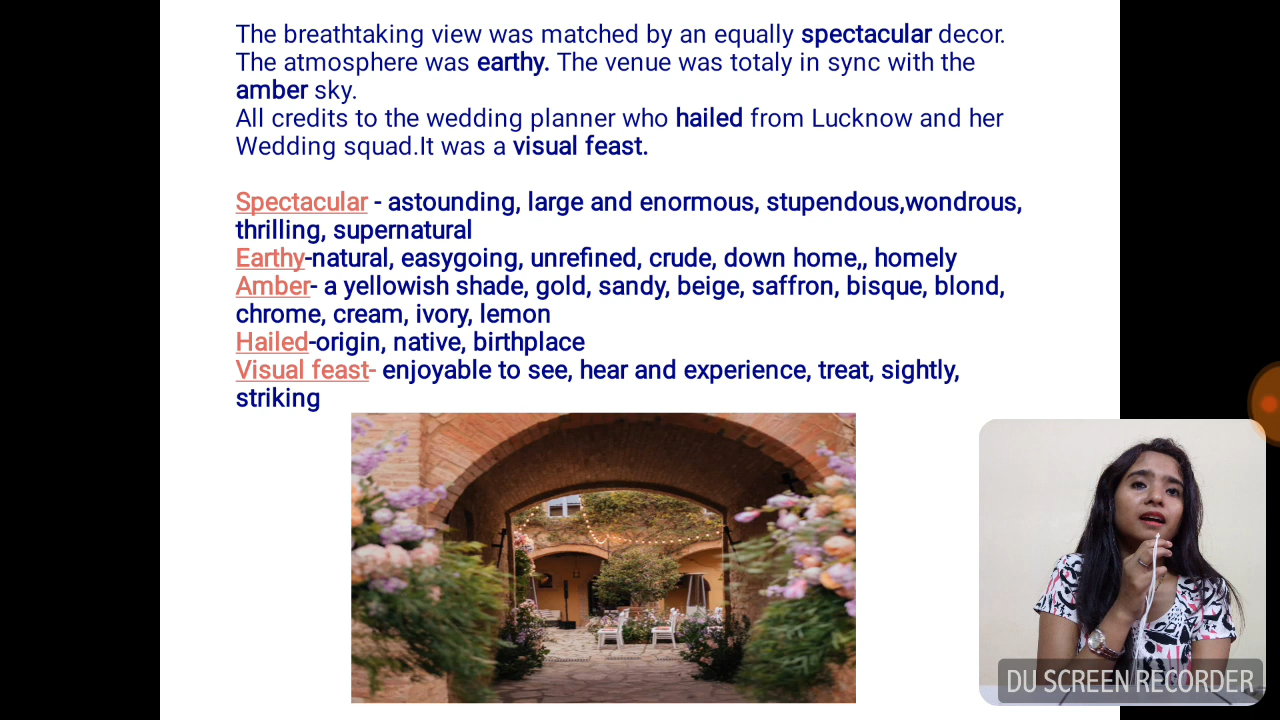 The breathtaking view was matched by an equally spectacular decor.
The atmosphere was earthy. The venue was totaly in sync with the
amber sky.
All credits to the wedding planner who hailed from Lucknow and her
Wedding squad.It was a visual feast.
Spectacular - astounding, large and enormous, stupendous,wondrous,
thrilling, supernatural
Earthy-natural, easygoing, unrefined, crude, down home,, homely
Amber- a yellowish shade, gold, sandy, beige, saffron, bisque, blond,
chrome, cream, ivory, lemon
Hailed-origin, native, birthplace
Visual feast- enjoyable to see, hear and experience, treat, sightly,
striking
DU SCREEN RECORDER